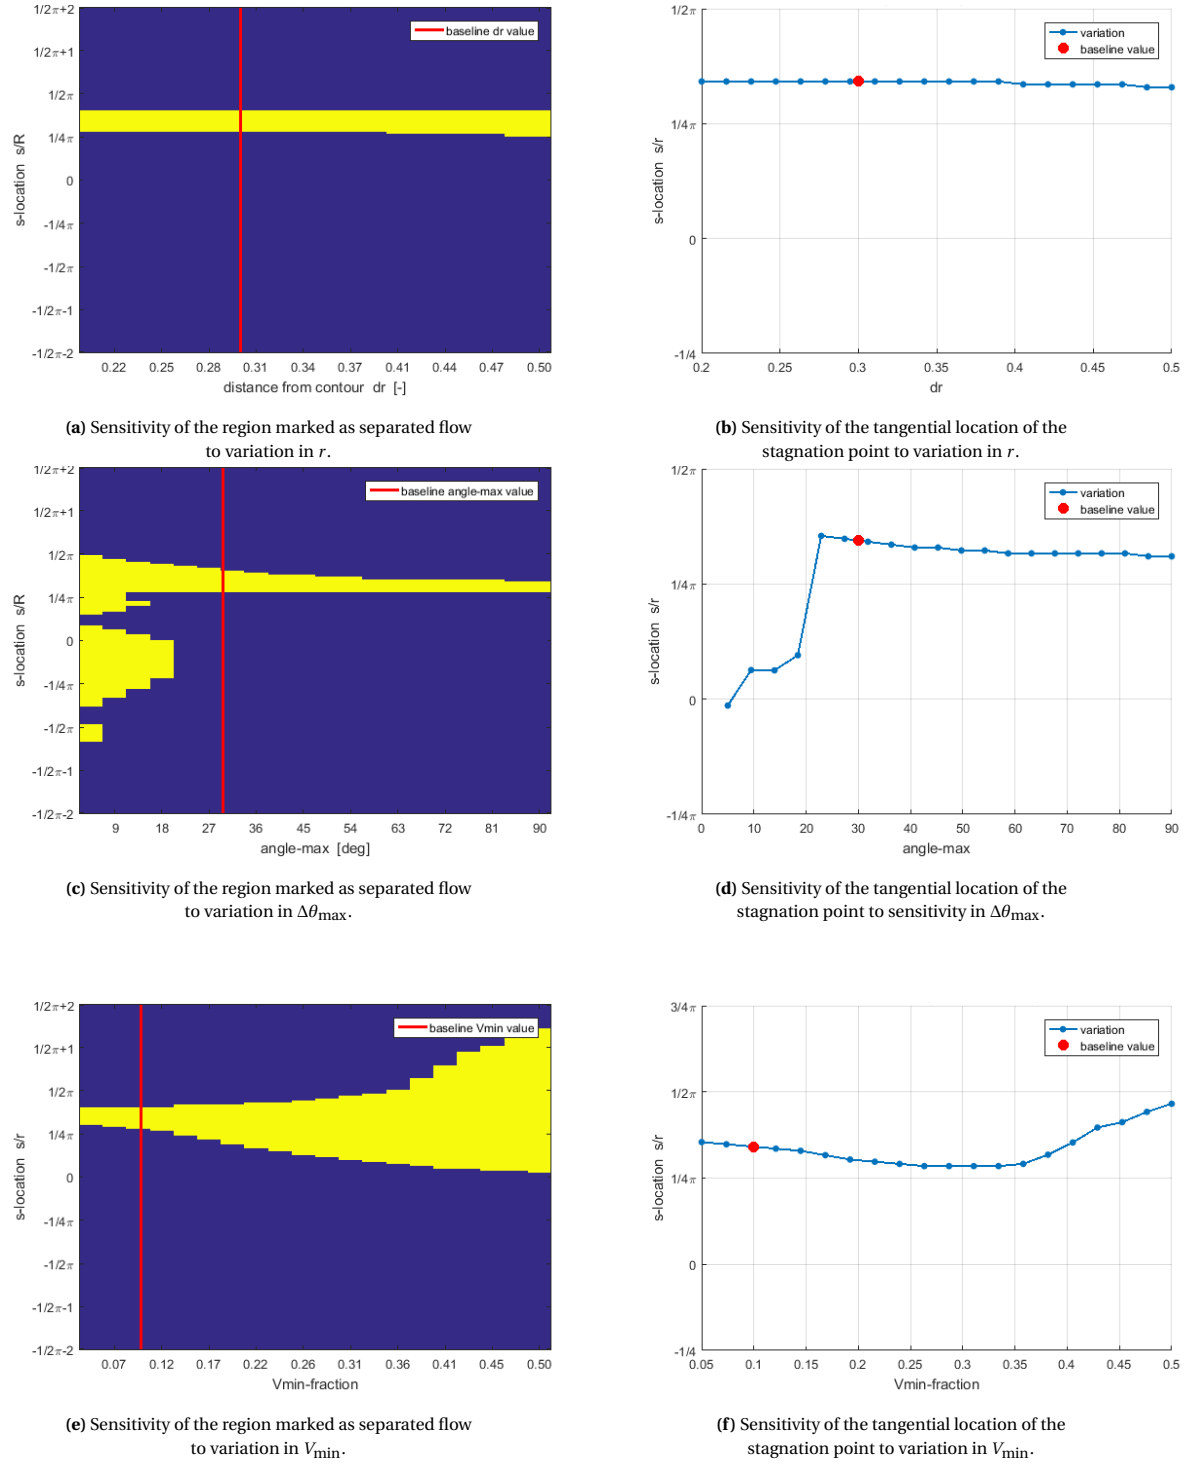 1/2π+2
1/2π+1
1/2π
1/4π
0
-1/4π
-1/2π
-1/2π-1
-1/2π-2
s-location s/R
baseline dr value
0.22 0.25 0.28 0.31 0.34 0.37 0.41 0.44 0.47 0.50
distance from contour dr [-]
(a) Sensitivity of the region marked as separated flow
to variation in r.
1/2π
1/4π
0
-1/4
s-location s/r
variation
baseline value
0.2 0.25 0.3 0.35 0.4 0.45 0.5
dr
(b) Sensitivity of the tangential location of the
stagnation point to variation in r.
1/2π+2
1/2π+1
1/2π
1/4π
0
-1/4π
-1/2π
-1/2π-1
-1/2π-2
s-location s/R
baseline angle-max value
9 18 27 36 45 54 63 72 81 90
angle-max [deg]
(c) Sensitivity of the region marked as separated flow
to variation in Δθmax.
1/2π
1/4π
0
-1/4π
s-location s/r
variation
baseline value
0 10 20 30 40 50 60 70 80 90
angle-max
(d) Sensitivity of the tangential location of the
stagnation point to sensitivity in Δθmax.
1/2π+2
1/2π+1
1/2π
1/4π
0
-1/4π
-1/2π
-1/2π-1
-1/2π-2
s-location s/r
baseline Vmin value
0.07 0.12 0.17 0.22 0.26 0.31 0.36 0.41 0.45 0.50
Vmin-fraction
(e) Sensitivity of the region marked as separated flow
to variation in Vmin.
3/4π
1/2π
1/4π
0
-1/4
s-location s/r
variation
baseline value
0.05 0.1 0.15 0.2 0.25 0.3 0.35 0.4 0.45 0.5
Vmin-fraction
(f) Sensitivity of the tangential location of the
stagnation point to variation in Vmin.